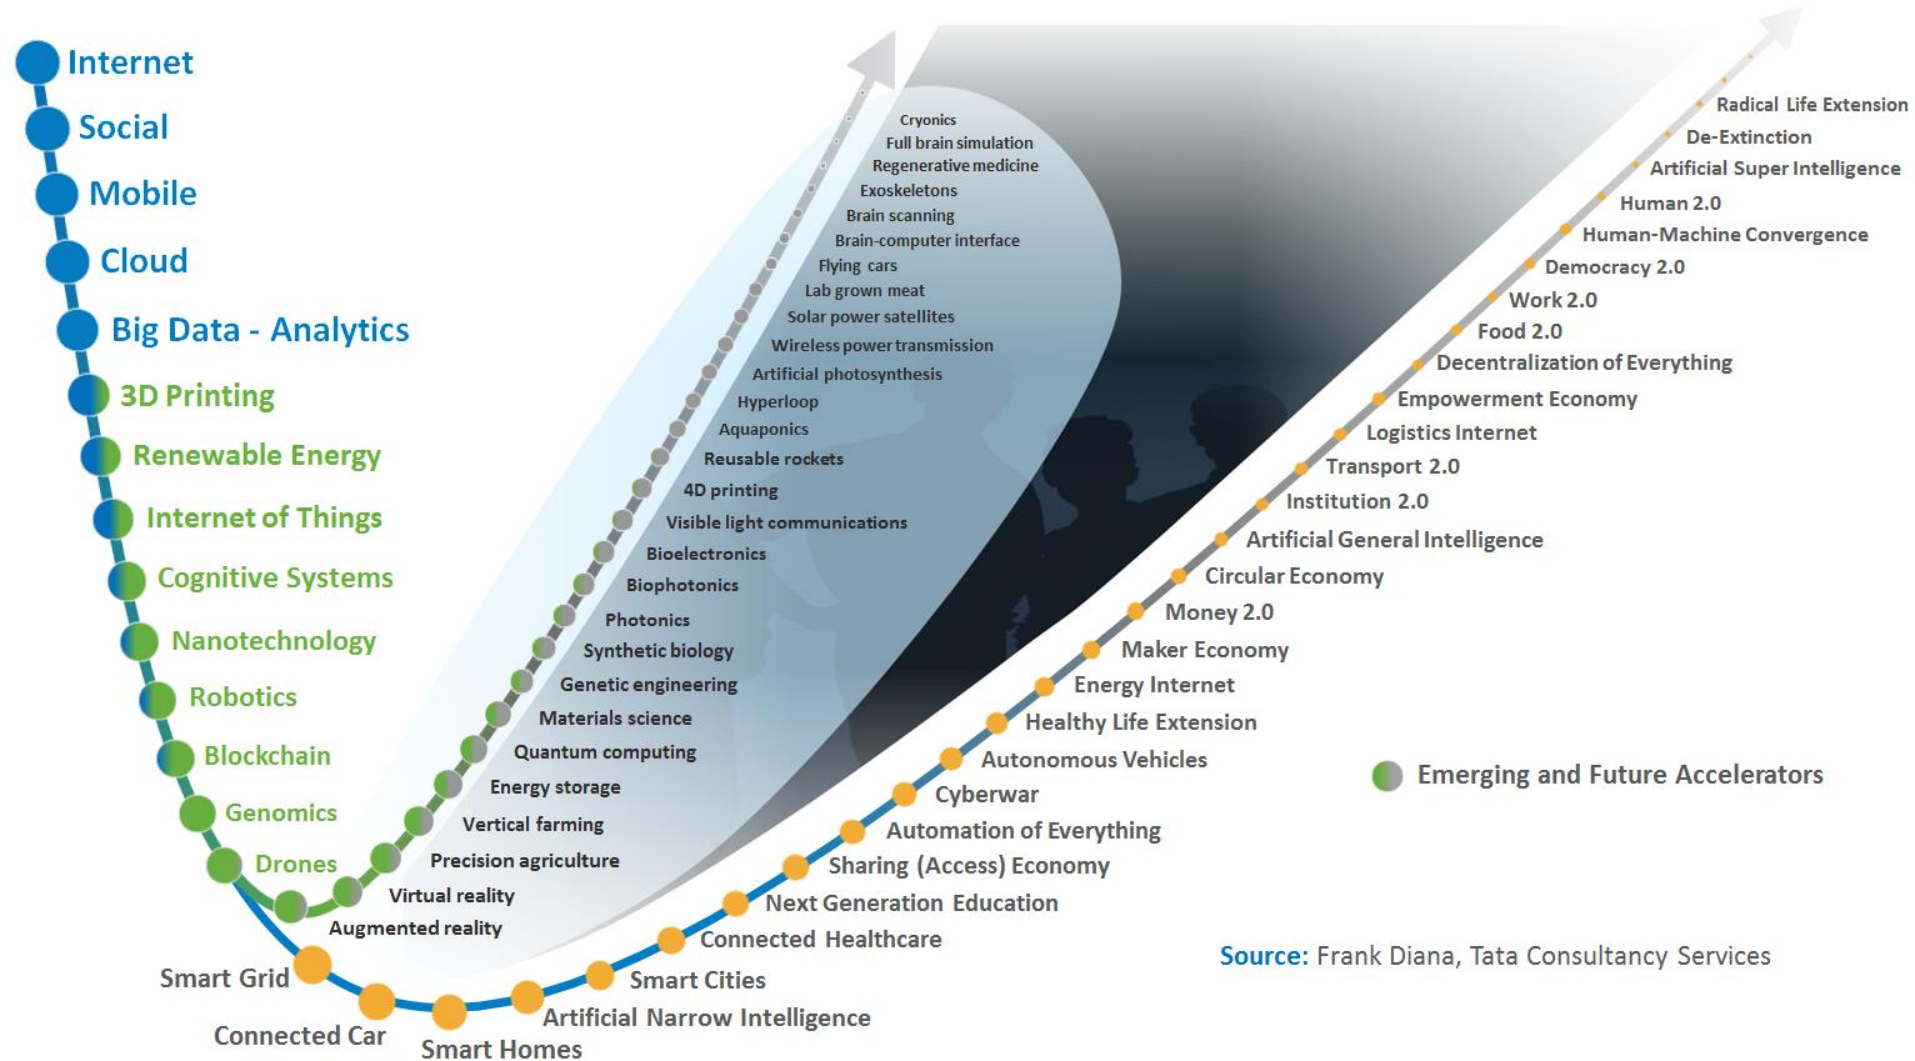 Internet
Social
Mobile
Cloud
Big Data - Analytics
3D Printing
Renewable Energy
Internet of Things
Cognitive Systems
Nanotechnology
Robotics
Blockchain
Genomics
Drones
Cryonics
Full brain simulation
Regenerative medicine
Exoskeletons
Brain scanning
Brain-computer interface
Flying cars
Lab grown meat
Solar power satellites
Wireless power transmission
Artificial photosynthesis
Hyperloop
Aquaponics
Reusable rockets
4D printing
Visible light communications
Bioelectronics
Biophotonics
Photonics
Synthetic biology
Genetic engineering
Materials science
Quantum computing
Energy storage
Vertical farming
Precision agriculture
Virtual reality
Augmented reality
Radical Life Extension
De-Extinction
Artificial Super Intelligence
Human 2.0
Human-Machine Convergence
Democracy 2.0
Work 2.0
Food 2.0
Decentralization of Everything
Empowerment Economy
Logistics Internet
Transport 2.0
Institution 2.0
Artificial General Intelligence
Circular Economy
Money 2.0
Maker Economy
Energy Internet
Healthy Life Extension
Autonomous Vehicles
Cyberwar
Automation of Everything
Sharing (Access) Economy
Next Generation Education
Connected Healthcare
Smart Cities
Artificial Narrow Intelligence
Smart Homes
Connected Car
Smart Grid
Emerging and Future Accelerators
Source: Frank Diana, Tata Consultancy Services